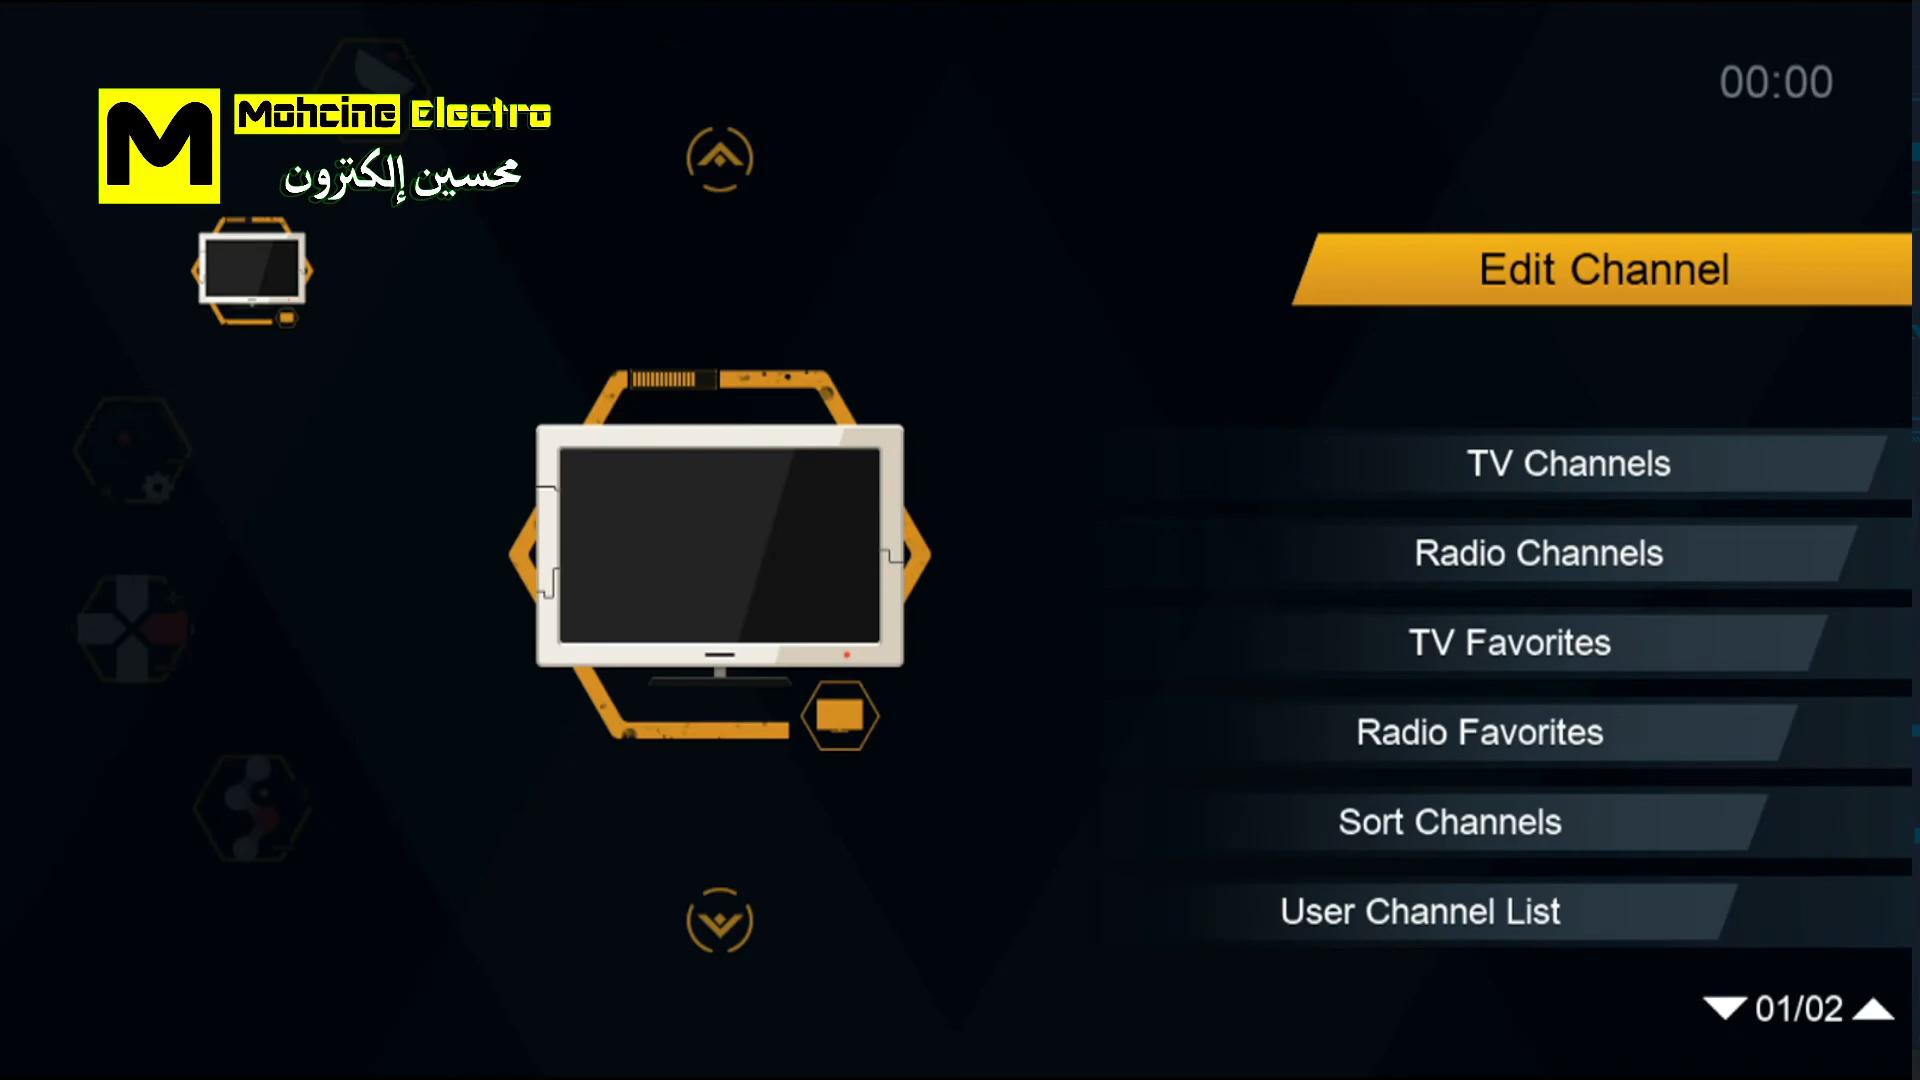 M
Mohcine Electro
محسين إلكترون
00:00
Edit Channel
TV Channels
Radio Channels
TV Favorites
Radio Favorites
Sort Channels
User Channel List
01/02